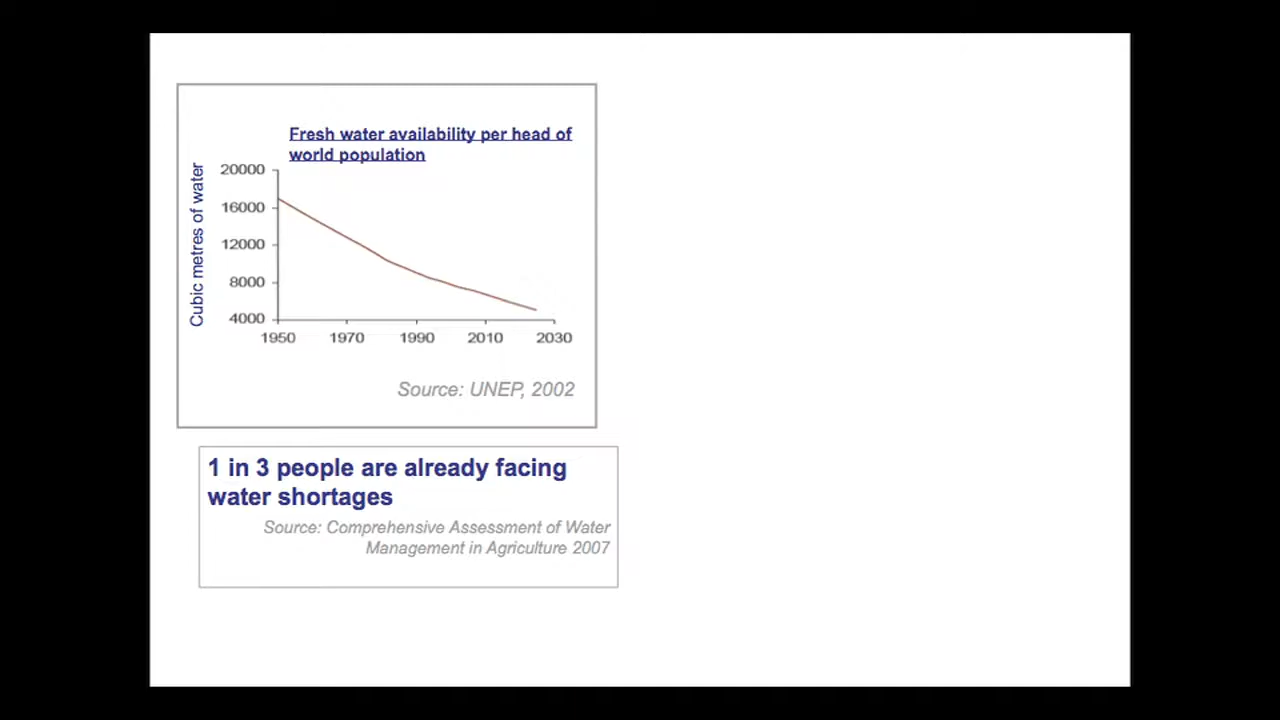 Fresh water availability per head of
world population
Cubic metres of water
20000
16000
12000
8000
4000
1950 1970 1990 2010 2030
Source: UNEP, 2002
1 in 3 people are already facing
water shortages
Source: Comprehensive Assessment of Water
Management in Agriculture 2007